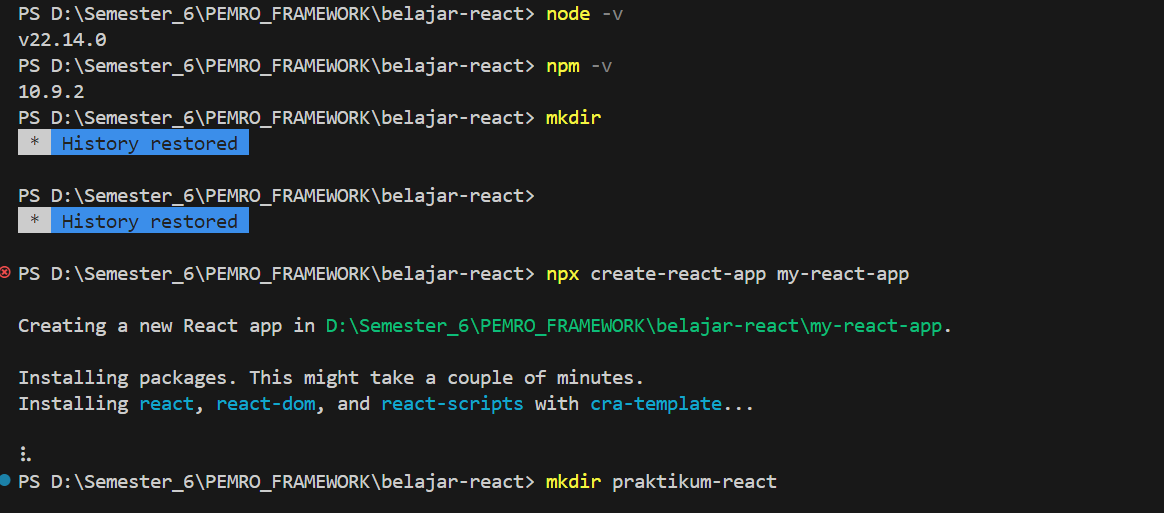 PS D:\Semester_6\PEMRO_FRAMEWORK\belajar-react> node -v
v22.14.0
PS D:\Semester_6\PEMRO_FRAMEWORK\belajar-react> npm -v
10.9.2
PS D:\Semester_6\PEMRO_FRAMEWORK\belajar-react> mkdir
* History restored
PS D:\Semester_6\PEMRO_FRAMEWORK\belajar-react>
* History restored
PS D:\Semester_6\PEMRO_FRAMEWORK\belajar-react> npx create-react-app my-react-app
Creating a new React app in D:\Semester_6\PEMRO_FRAMEWORK\belajar-react\my-react-app.
Installing packages. This might take a couple of minutes.
Installing react, react-dom, and react-scripts with cra-template...
PS D:\Semester_6\PEMRO_FRAMEWORK\belajar-react> mkdir praktikum-react